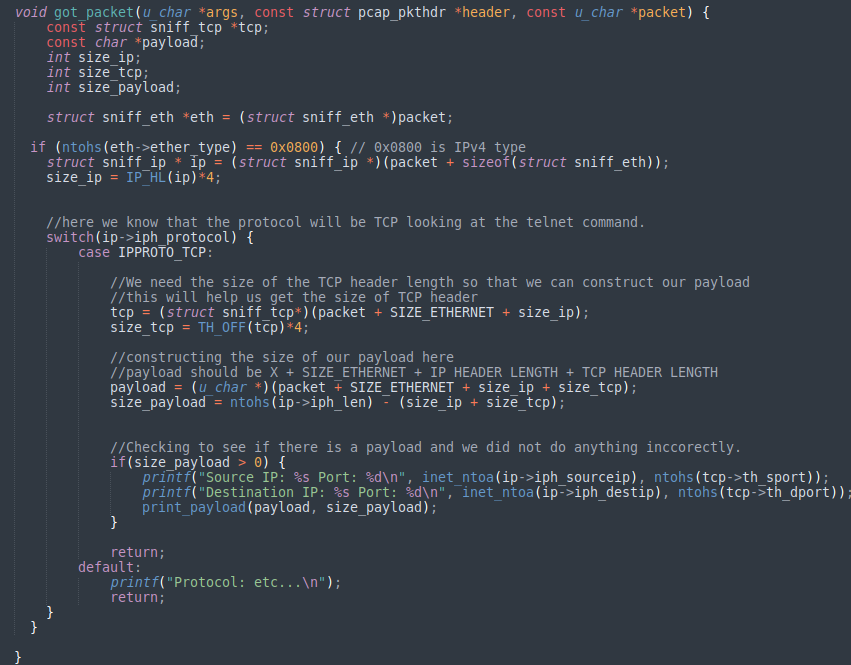 void got_packet(u_char *args, const struct pcap_pkthdr *header, const u_char *packet) {
    const struct sniff_tcp *tcp;
    const char *payload;
    int size_ip;
    int size_tcp;
    int size_payload;

    struct sniff_eth *eth = (struct sniff_eth *)packet;

  if (ntohs(eth->ether_type) == 0x0800) { // 0x0800 is IPv4 type
    struct sniff_ip * ip = (struct sniff_ip *)(packet + sizeof(struct sniff_eth));
    size_ip = IP_HL(ip)*4;


    //here we know that the protocol will be TCP looking at the telnet command.
    switch(ip->iph_protocol) {
        case IPPROTO_TCP:

            //We need the size of the TCP header length so that we can construct our payload
            //this will help us get the size of TCP header
            tcp = (struct sniff_tcp*)(packet + SIZE_ETHERNET + size_ip);
            size_tcp = TH_OFF(tcp)*4;

            //constructing the size of our payload here
            //payload should be X + SIZE_ETHERNET + IP HEADER LENGTH + TCP HEADER LENGTH
            payload = (u_char *)(packet + SIZE_ETHERNET + size_ip + size_tcp);
            size_payload = ntohs(ip->iph_len) - (size_ip + size_tcp);


            //Checking to see if there is a payload and we did not do anything inccorectly.
            if(size_payload > 0) {
                printf("Source IP: %s Port: %d\n", inet_ntoa(ip->iph_sourceip), ntohs(tcp->th_sport));
                printf("Destination IP: %s Port: %d\n", inet_ntoa(ip->iph_destip), ntohs(tcp->th_dport));
                print_payload(payload, size_payload);
            }

            return;
        default:
            printf("Protocol: etc...\n");
            return;
    }
  }

}